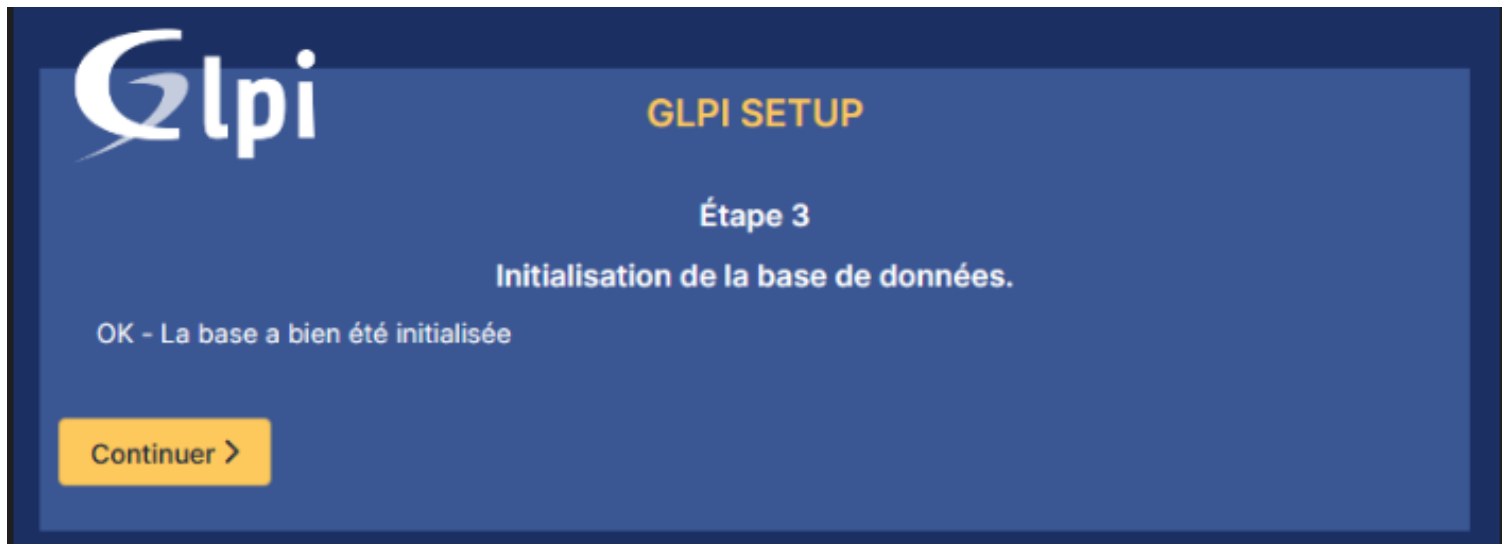 Glpi
GLPI SETUP
Étape 3
Initialisation de la base de données.
OK - La base a bien été initialisée
Continuer >